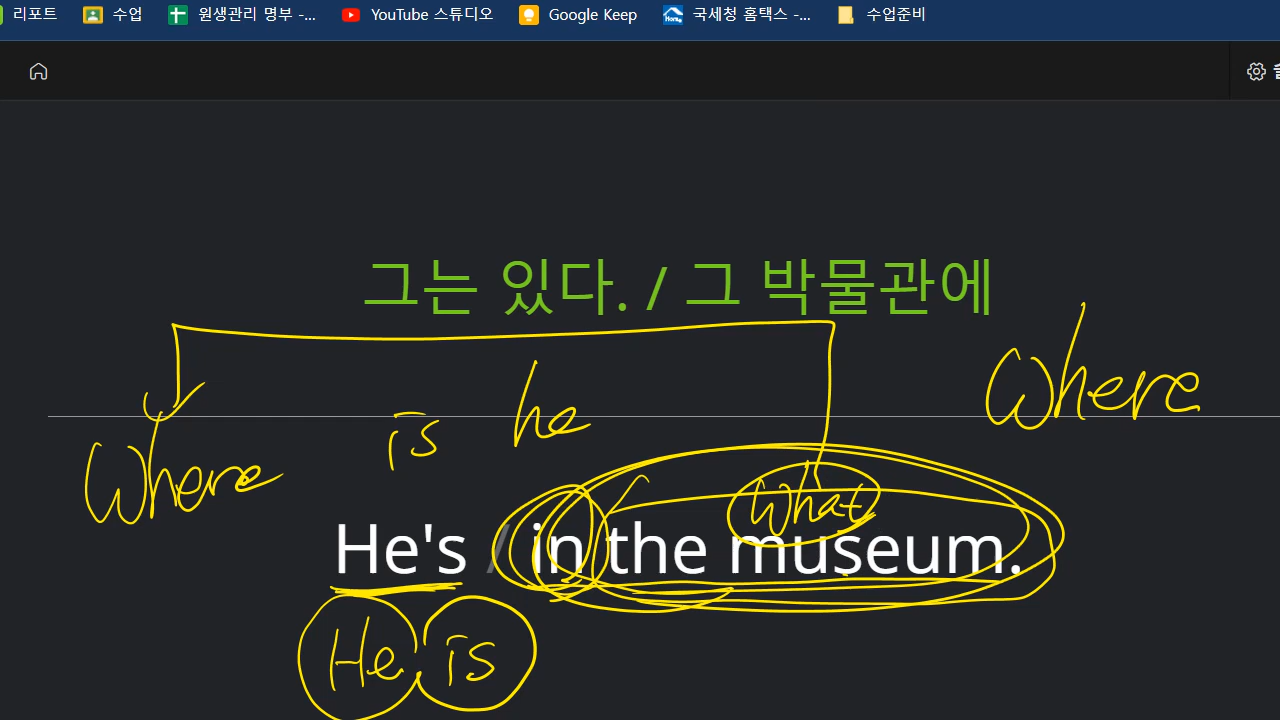 리포트 수업 원생관리 명부 -... YouTube 스튜디오 Google Keep 국세청 홈택스 -... 수업준비
그는 있다. / 그 박물관에
Where
is he
Where
What
He's / in the museum.
He is